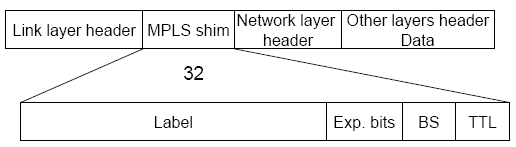 Link layer header MPLS shim Network layer header Other layers header Data
32
Label Exp. bits BS TTL